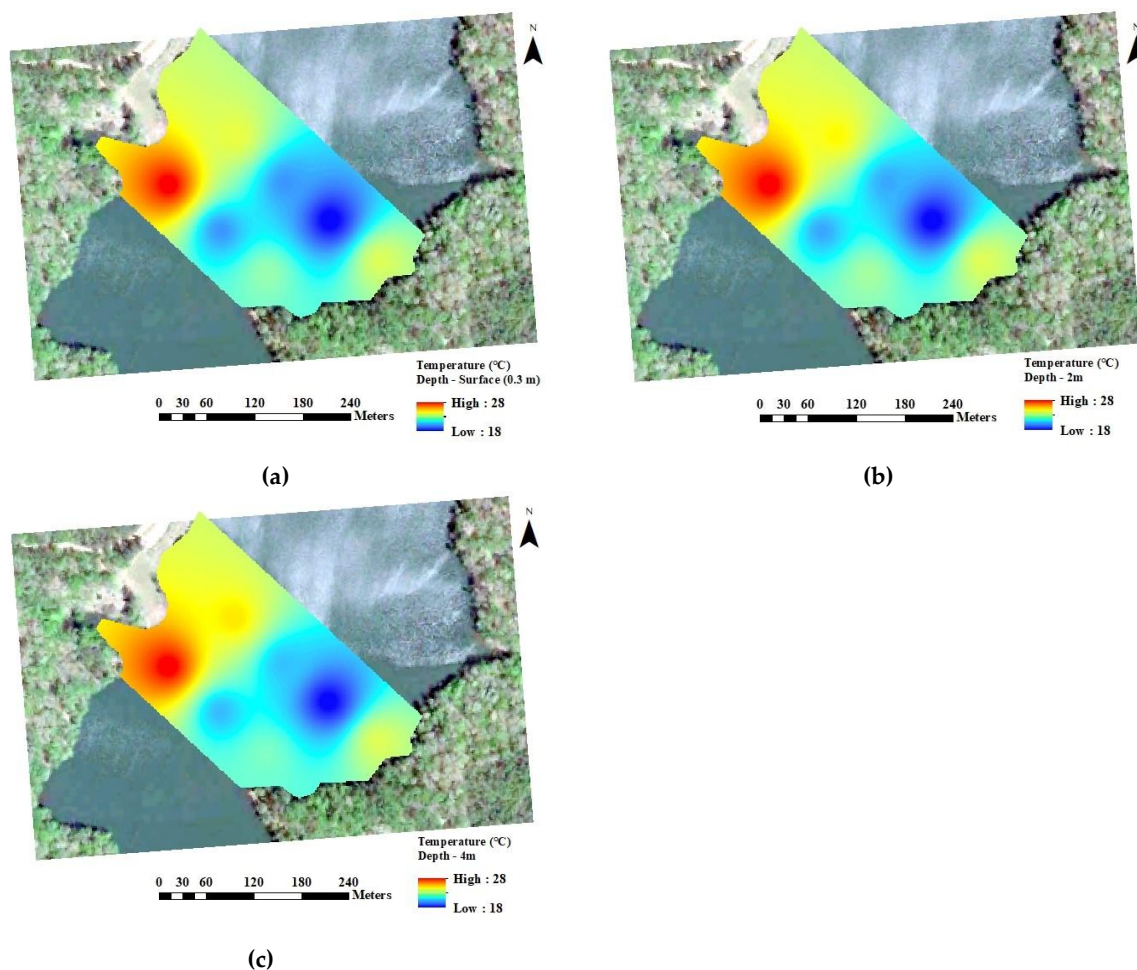 N
Temperature (°C)
Depth - Surface (0.3 m)
High : 28
Low : 18
0 30 60 120 180 240
Meters
(a)
N
Temperature (°C)
Depth - 2m
High : 28
Low : 18
0 30 60 120 180 240
Meters
(b)
N
Temperature (°C)
Depth - 4m
High : 28
Low : 18
0 30 60 120 180 240
Meters
(c)